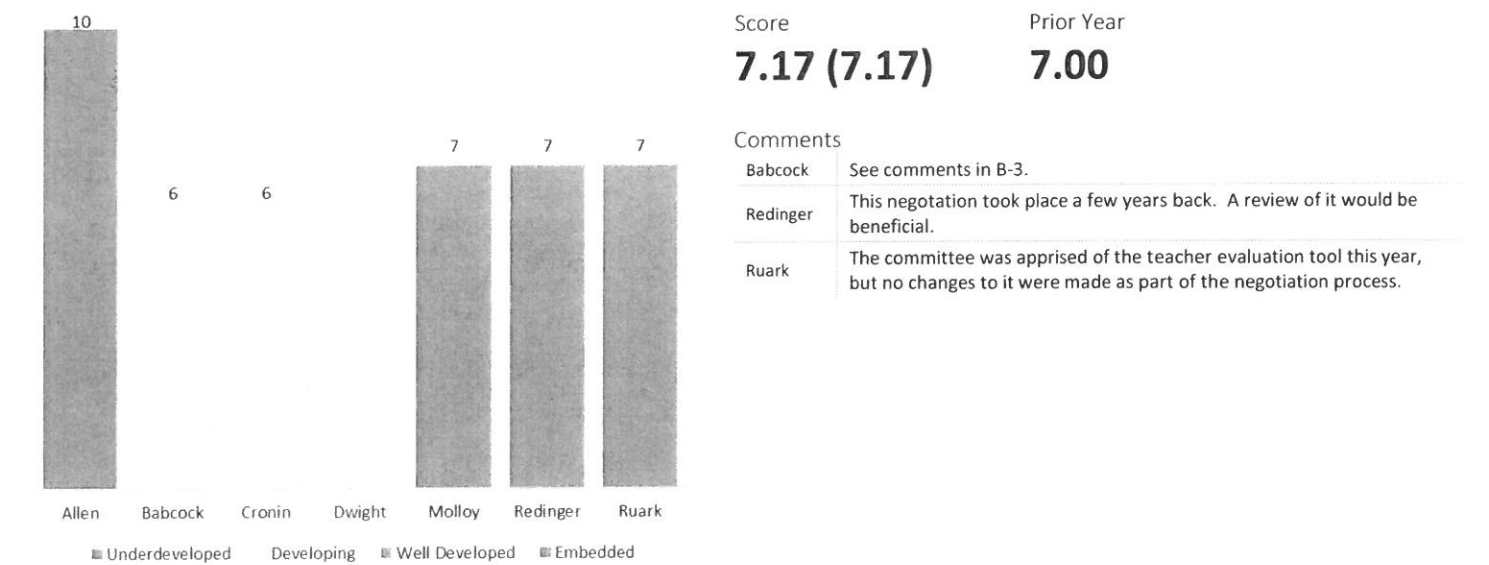 10
6
6
7
7
7
Allen
Babcock
Cronin
Dwight
Molloy
Redinger
Ruark
Underdeveloped
Developing
Well Developed
Embedded
Score
Prior Year
7.17 (7.17)
7.00
Comments
Babcock
See comments in B-3.
Redinger
This negotation took place a few years back. A review of it would be
beneficial.
Ruark
The committee was apprised of the teacher evaluation tool this year,
but no changes to it were made as part of the negotiation process.